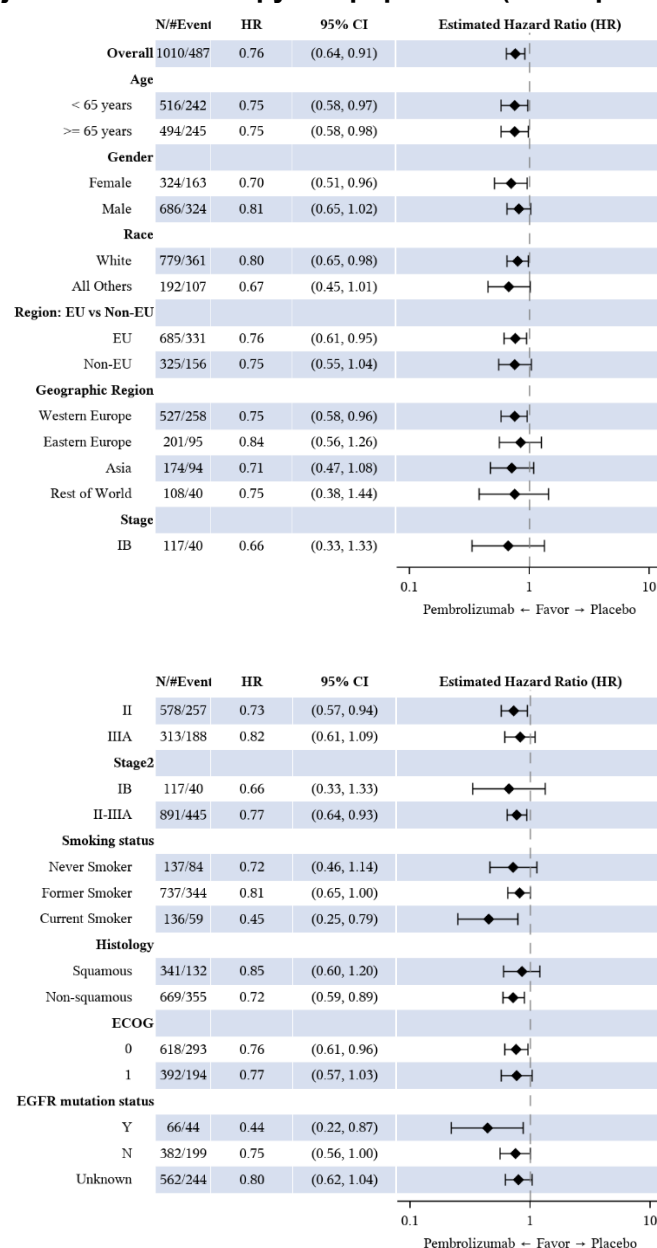 N/#Event HR 95% CI Estimated Hazard Ratio (HR)
Overall 1010/487 0.76 (0.64, 0.91)
Age
< 65 years 516/242 0.75 (0.58, 0.97)
>= 65 years 494/245 0.75 (0.58, 0.98)
Gender
Female 324/163 0.70 (0.51, 0.96)
Male 686/324 0.81 (0.65, 1.02)
Race
White 779/361 0.80 (0.65, 0.98)
All Others 192/107 0.67 (0.45, 1.01)
Region: EU vs Non-EU
EU 685/331 0.76 (0.61, 0.95)
Non-EU 325/156 0.75 (0.55, 1.04)
Geographic Region
Western Europe 527/258 0.75 (0.58, 0.96)
Eastern Europe 201/95 0.84 (0.56, 1.26)
Asia 174/94 0.71 (0.47, 1.08)
Rest of World 108/40 0.75 (0.38, 1.44)
Stage
IB 117/40 0.66 (0.33, 1.33)
0.1 1 10
Pembrolizumab ← Favor → Placebo
N/#Event HR 95% CI Estimated Hazard Ratio (HR)
II 578/257 0.73 (0.57, 0.94)
IIIA 313/188 0.82 (0.61, 1.09)
Stage2
IB 117/40 0.66 (0.33, 1.33)
II-IIIA 891/445 0.77 (0.64, 0.93)
Smoking status
Never Smoker 137/84 0.72 (0.46, 1.14)
Former Smoker 737/344 0.81 (0.65, 1.00)
Current Smoker 136/59 0.45 (0.25, 0.79)
Histology
Squamous 341/132 0.85 (0.60, 1.20)
Non-squamous 669/355 0.72 (0.59, 0.89)
ECOG
0 618/293 0.76 (0.61, 0.96)
1 392/194 0.77 (0.57, 1.03)
EGFR mutation status
Y 66/44 0.44 (0.22, 0.87)
N 382/199 0.75 (0.56, 1.00)
Unknown 562/244 0.80 (0.62, 1.04)
0.1 1 10
Pembrolizumab ← Favor → Placebo